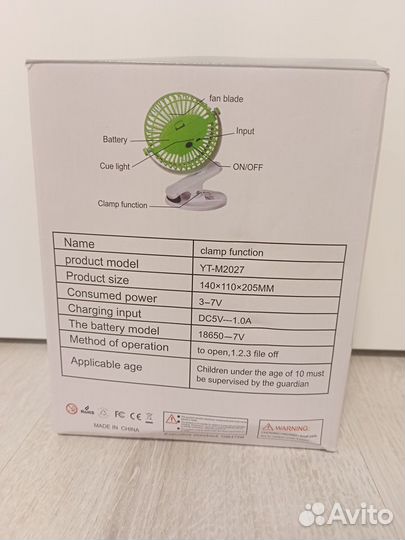 fan blade
Battery
Input
Cue light
ON/OFF
Clamp function
Name clamp function
product model YT-M2027
Product size 140×110×205MM
Consumed power 3–7V
Charging input DC5V---1.0A
The battery model 18650—7V
Method of operation to open,1.2.3 file off
Applicable age Children under the age of 10 must
be supervised by the guardian
RoHS FC CE
MADE IN CHINA
WARNING:
Avito